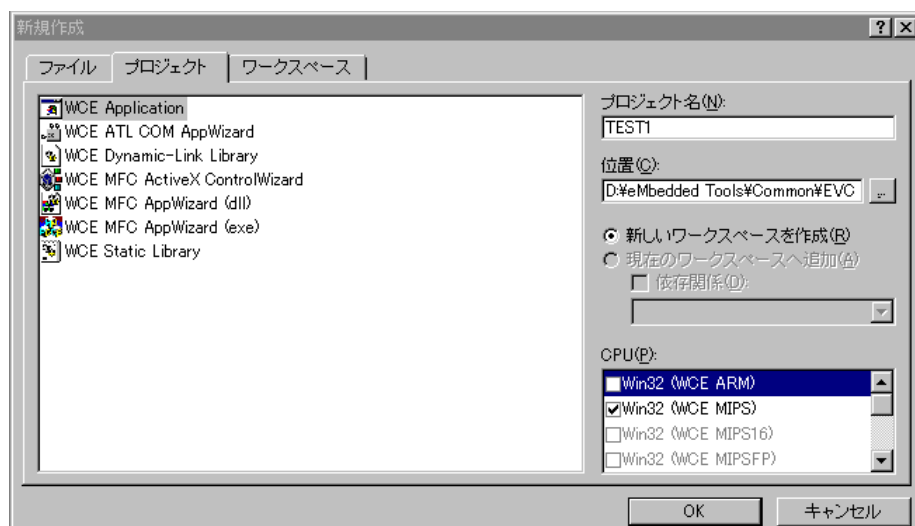 新規作成
ファイル プロジェクト ワークスペース
WCE Application
WCE ATL COM AppWizard
WCE Dynamic-Link Library
WCE MFC ActiveX ControlWizard
WCE MFC AppWizard (dll)
WCE MFC AppWizard (exe)
WCE Static Library
プロジェクト名(N):
TEST1
位置(C):
D:¥eMbedded Tools¥Common¥EVC
...
新しいワークスペースを作成(R)
現在のワークスペースへ追加(A)
依存関係(D):
CPU(P):
Win32 (WCE ARM)
Win32 (WCE MIPS)
Win32 (WCE MIPS16)
Win32 (WCE MIPSFP)
OK キャンセル